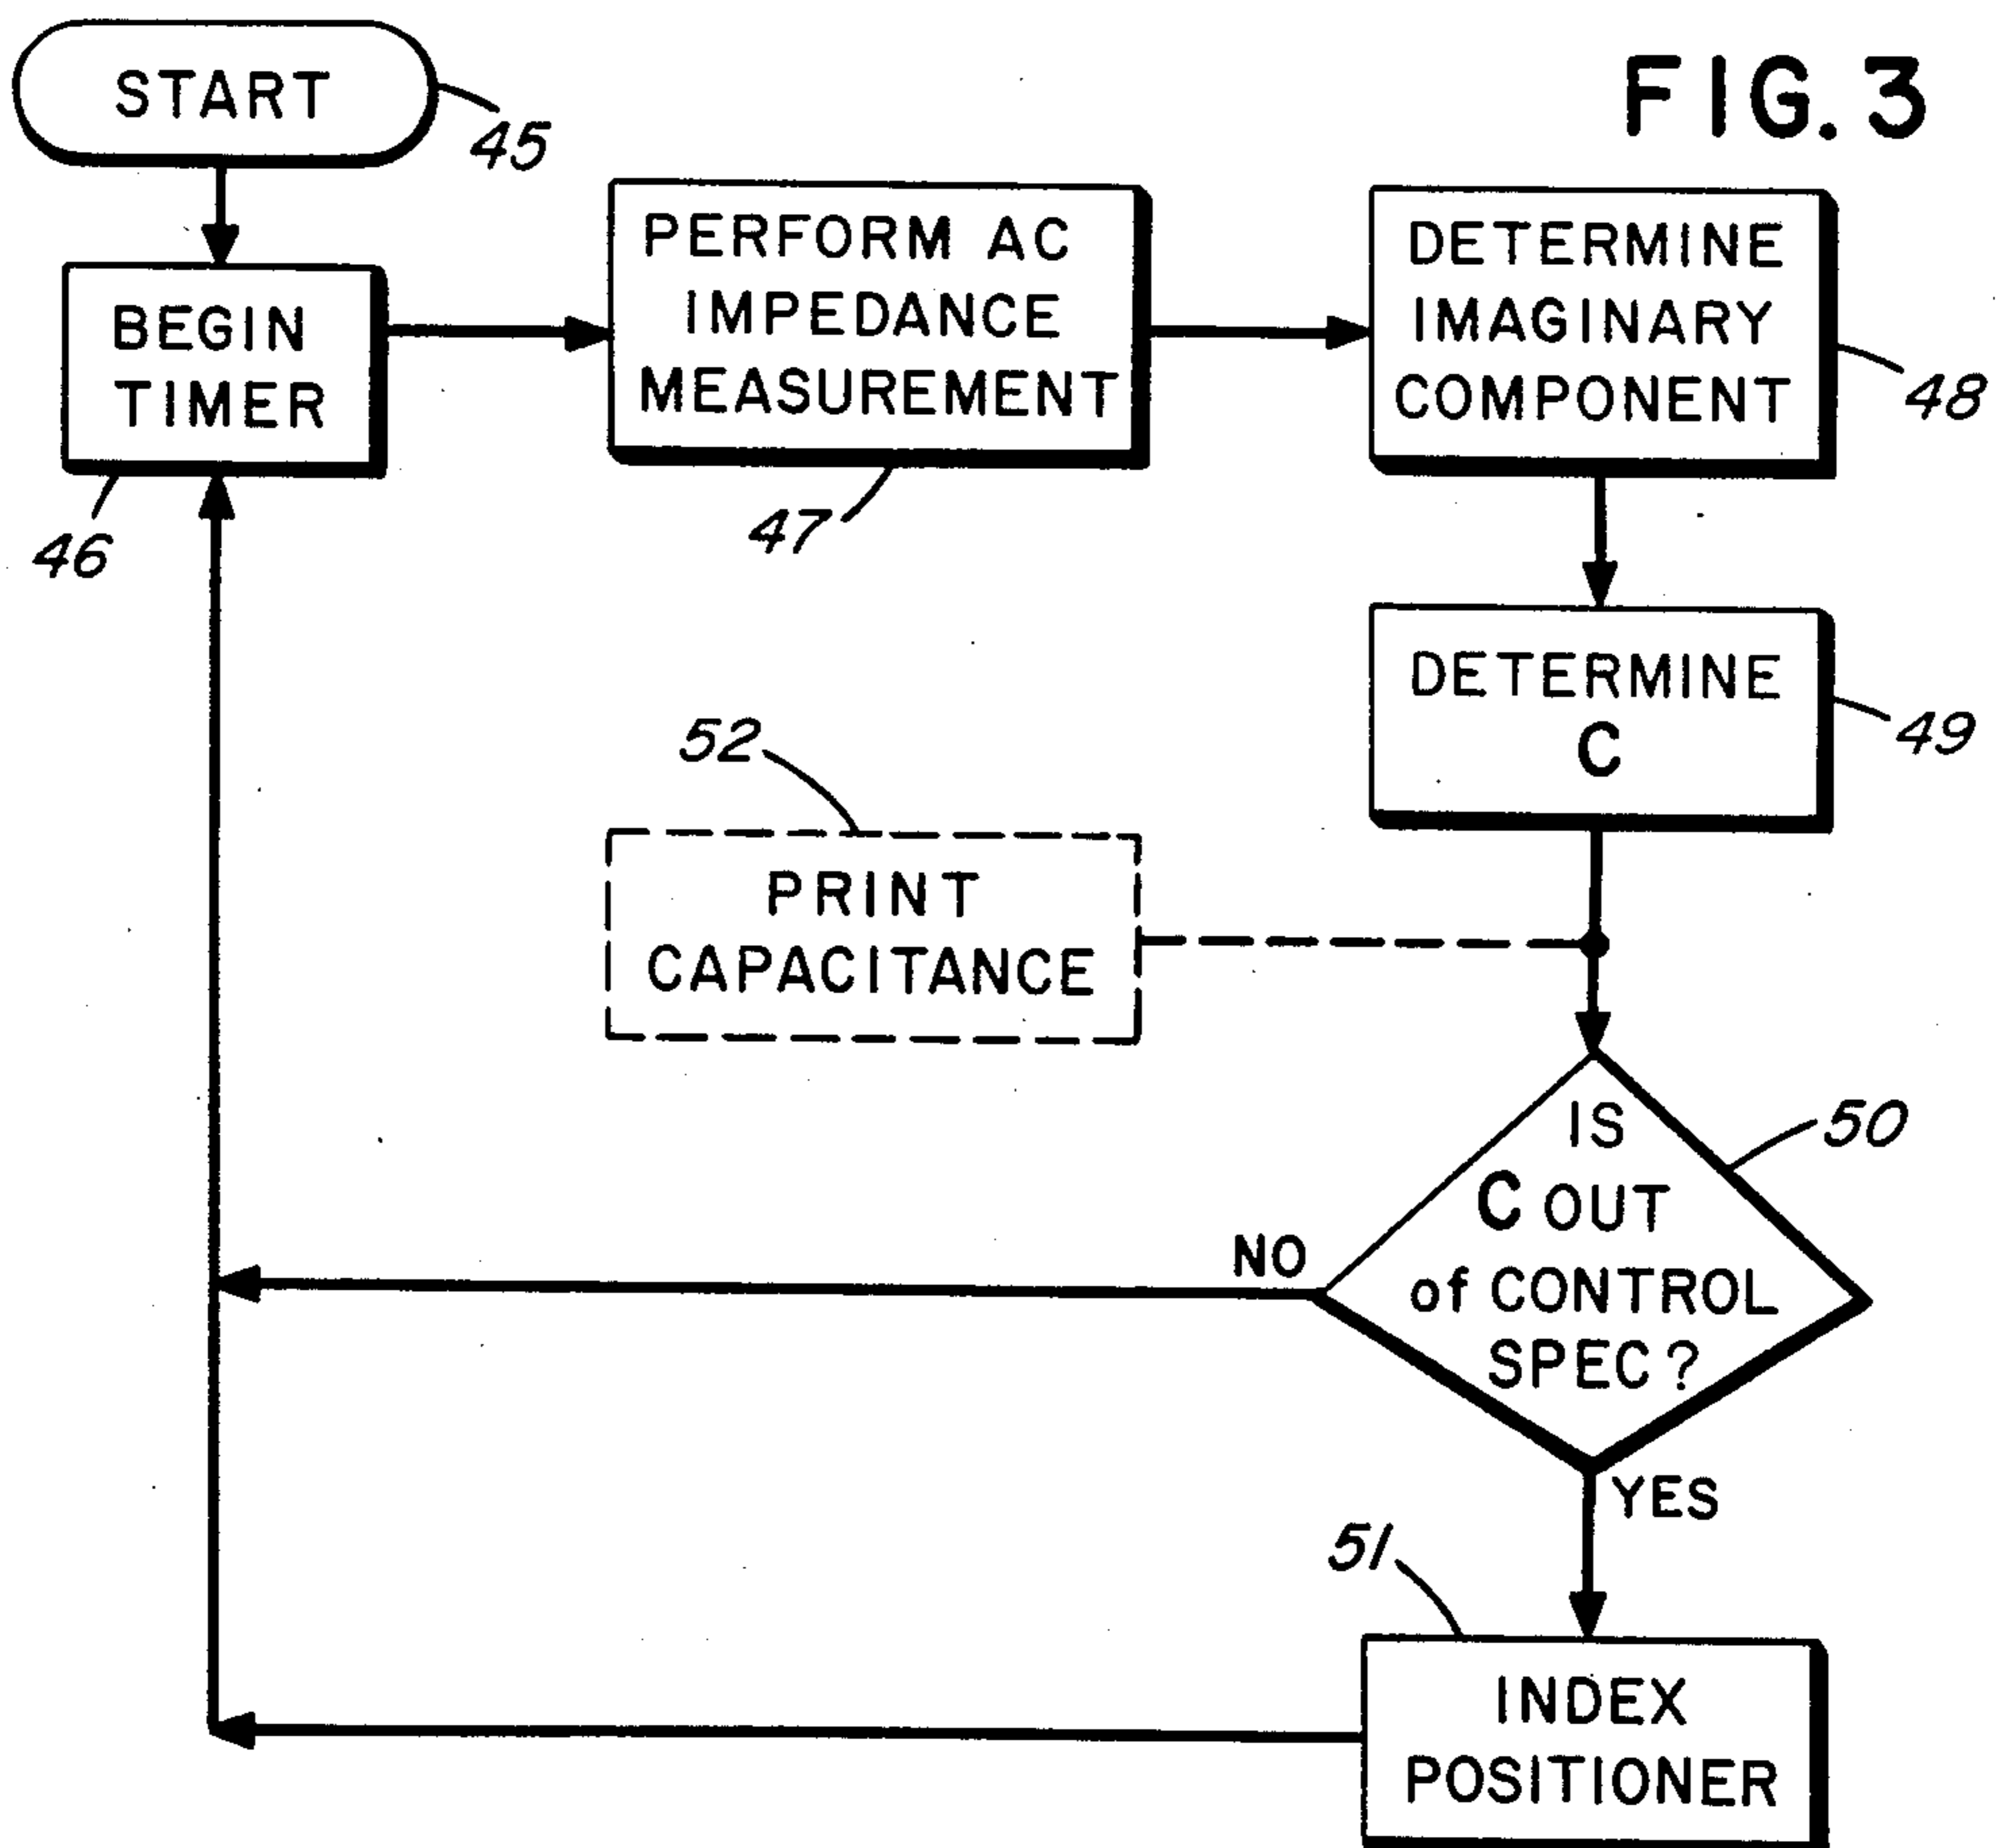 START
45
FIG. 3
BEGIN
TIMER
46
PERFORM AC
IMPEDANCE
MEASUREMENT
47
DETERMINE
IMAGINARY
COMPONENT
48
DETERMINE
C
49
52
PRINT
CAPACITANCE
IS
C OUT
of CONTROL
SPEC?
50
NO
YES
51
INDEX
POSITIONER